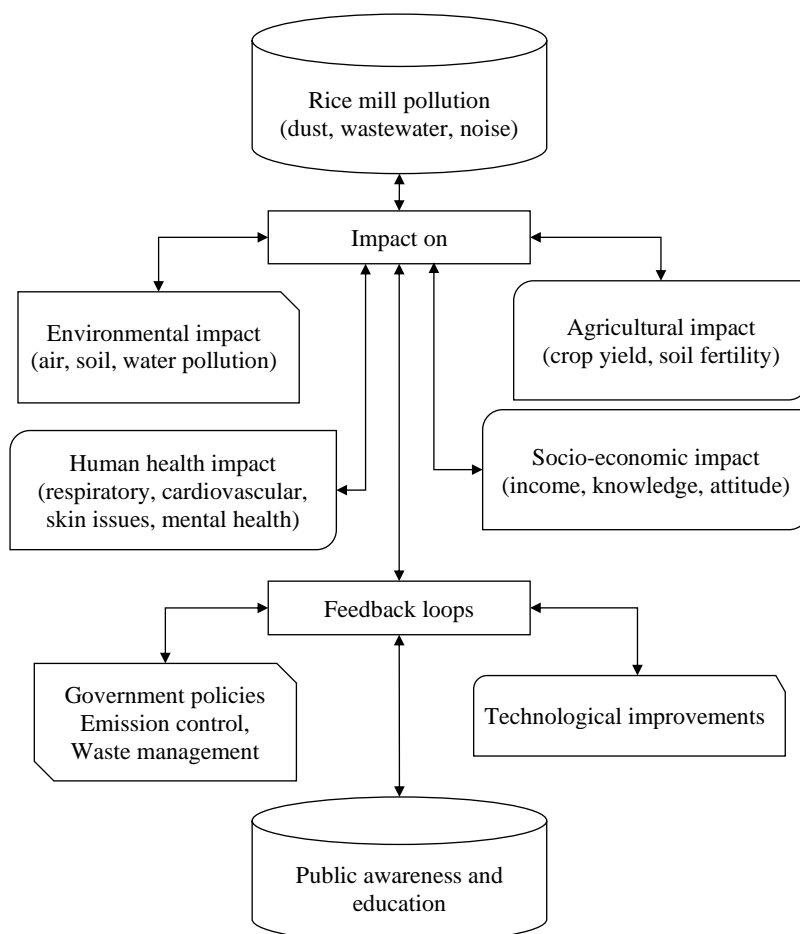 Rice mill pollution
(dust, wastewater, noise)
Impact on
Environmental impact
(air, soil, water pollution)
Agricultural impact
(crop yield, soil fertility)
Human health impact
(respiratory, cardiovascular,
skin issues, mental health)
Socio-economic impact
(income, knowledge, attitude)
Feedback loops
Government policies
Emission control,
Waste management
Technological improvements
Public awareness and
education